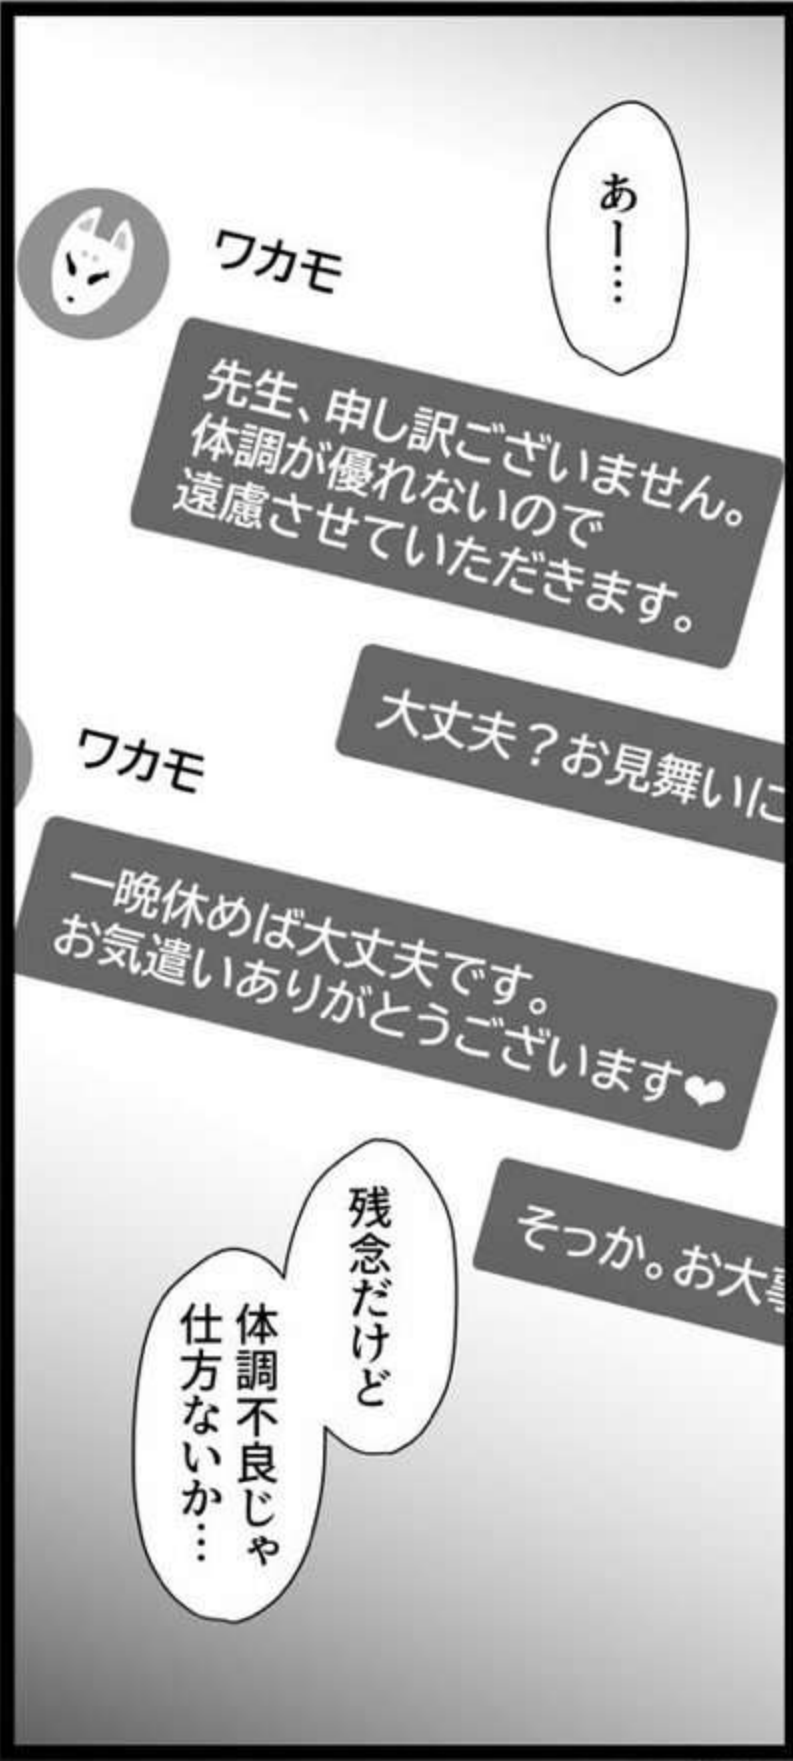 あー…
ワカモ
先生、申し訳ございません。
体調が優れないので
遠慮させていただきます。
大丈夫？お見舞いに
ワカモ
一晩休めば大丈夫です。
お気遣いありがとうございます❤
そっか。お大事
残念だけど
体調不良じゃ
仕方ないか…